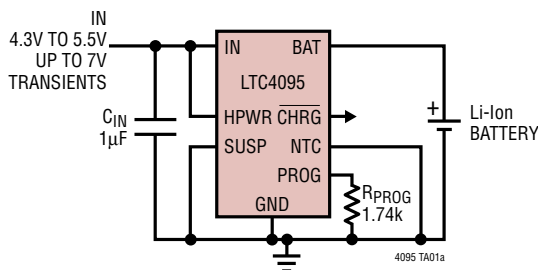 IN
4.3V TO 5.5V
UP TO 7V
TRANSIENTS
IN BAT
LTC4095
CIN
1µF
HPWR CHRG
+ Li-Ion
BATTERY
SUSP NTC
PROG
RPROG
1.74k
GND
4095 TA01a